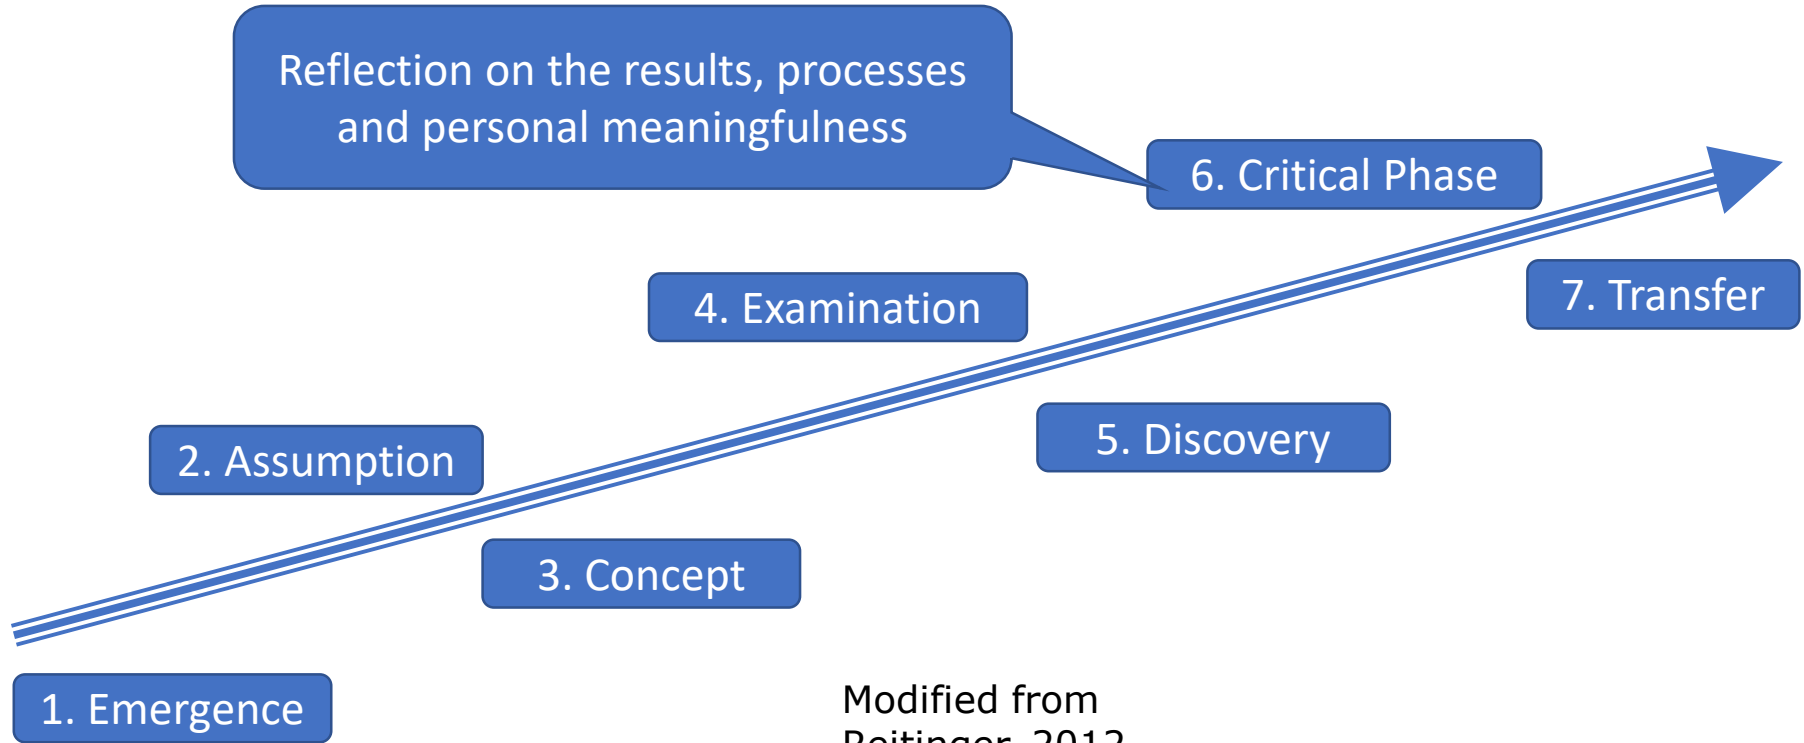 Reflection on the results, processes
and personal meaningfulness
6. Critical Phase
7. Transfer
4. Examination
5. Discovery
2. Assumption
3. Concept
1. Emergence
Modified from
2012